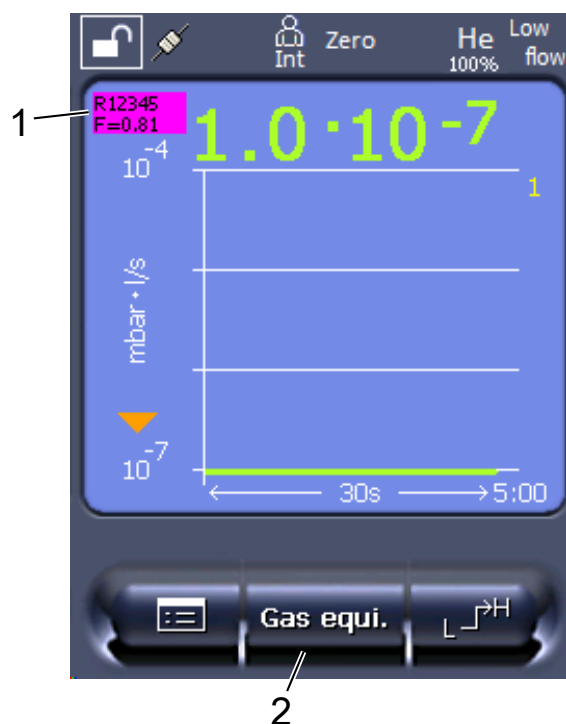 Int
Zero
He
100%
Low
flow
1
R12345
F=0.81
1.0·10-7
10-4
1
mbar·l/s
10-7
30s
5:00
Gas equi.
L H
2